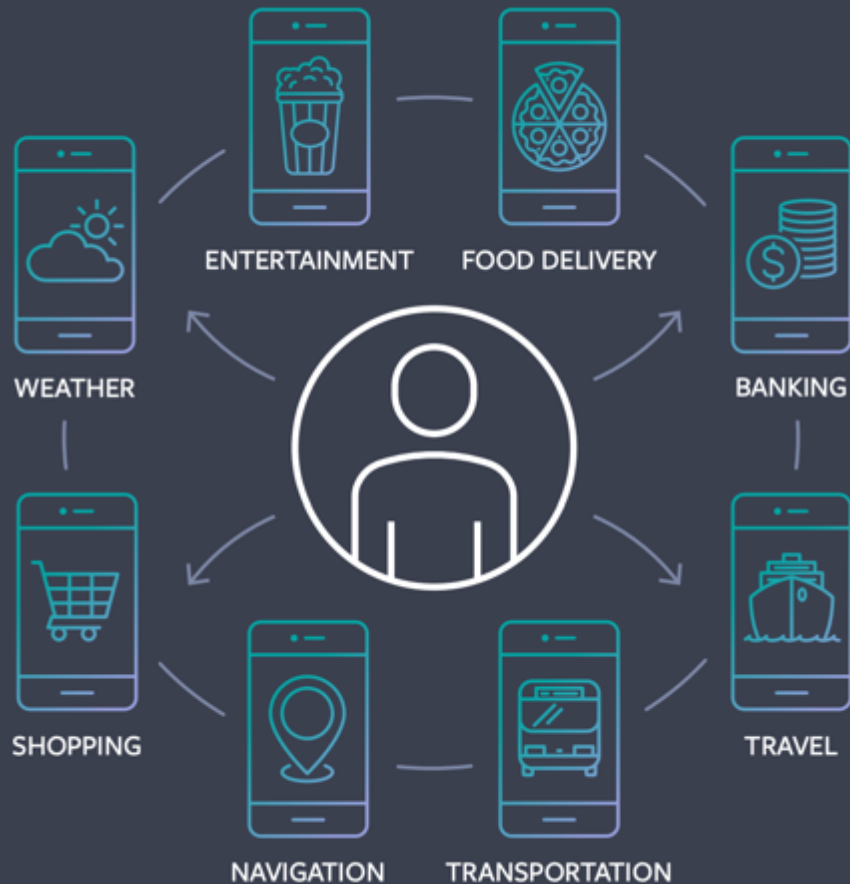 ENTERTAINMENT
FOOD DELIVERY
WEATHER
BANKING
SHOPPING
TRAVEL
NAVIGATION
TRANSPORTATION